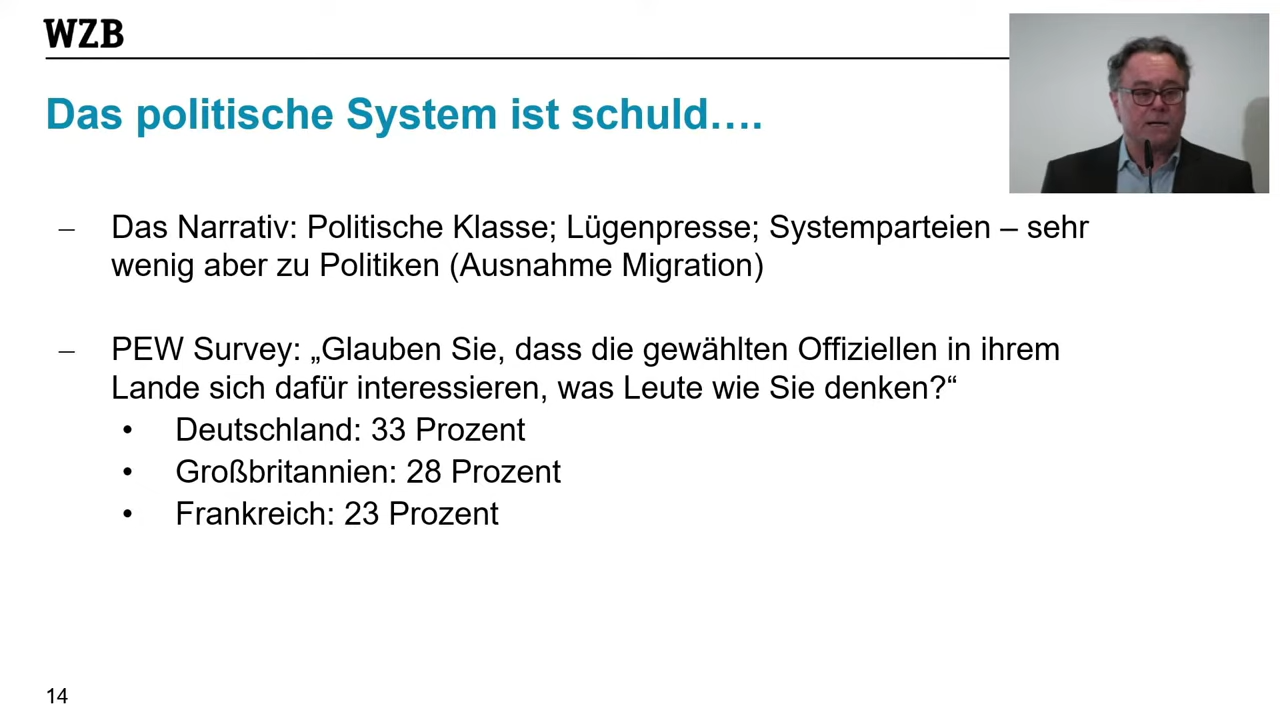 WZB
Das politische System ist schuld….
– Das Narrativ: Politische Klasse; Lügenpresse; Systemparteien – sehr
wenig aber zu Politiken (Ausnahme Migration)
– PEW Survey: „Glauben Sie, dass die gewählten Offiziellen in ihrem
Lande sich dafür interessieren, was Leute wie Sie denken?“
• Deutschland: 33 Prozent
• Großbritannien: 28 Prozent
• Frankreich: 23 Prozent
14